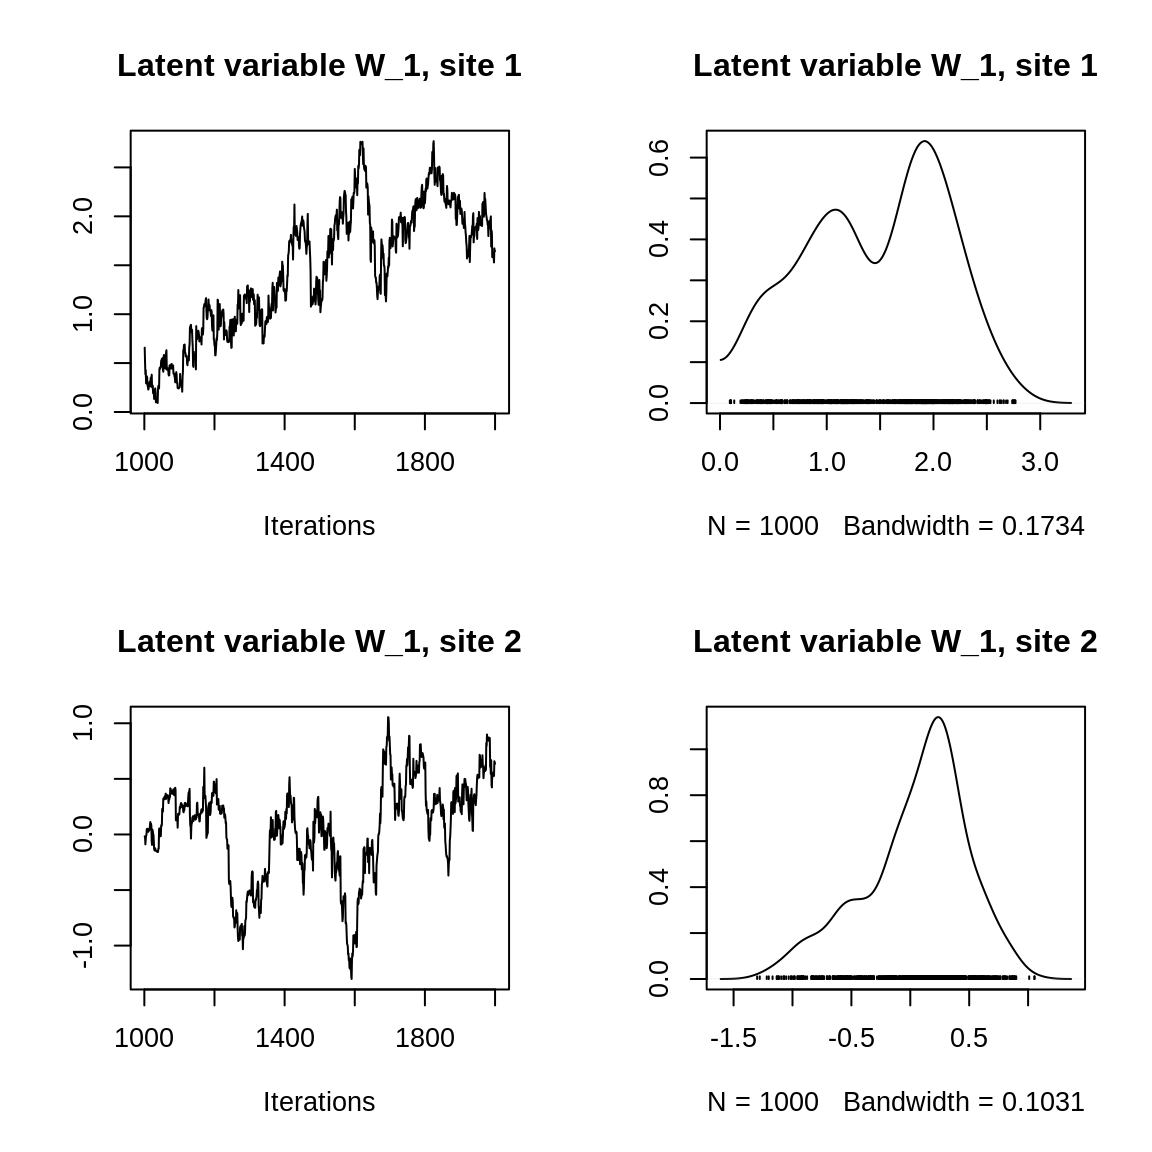 Latent variable W_1, site 1
0.0 1.0 2.0
1000 1400 1800
Iterations
Latent variable W_1, site 1
0.0 0.2 0.4 0.6
0.0 1.0 2.0 3.0
N = 1000 Bandwidth = 0.1734
Latent variable W_1, site 2
-1.0 0.0 1.0
1000 1400 1800
Iterations
Latent variable W_1, site 2
0.0 0.4 0.8
-1.5 -0.5 0.5
N = 1000 Bandwidth = 0.1031